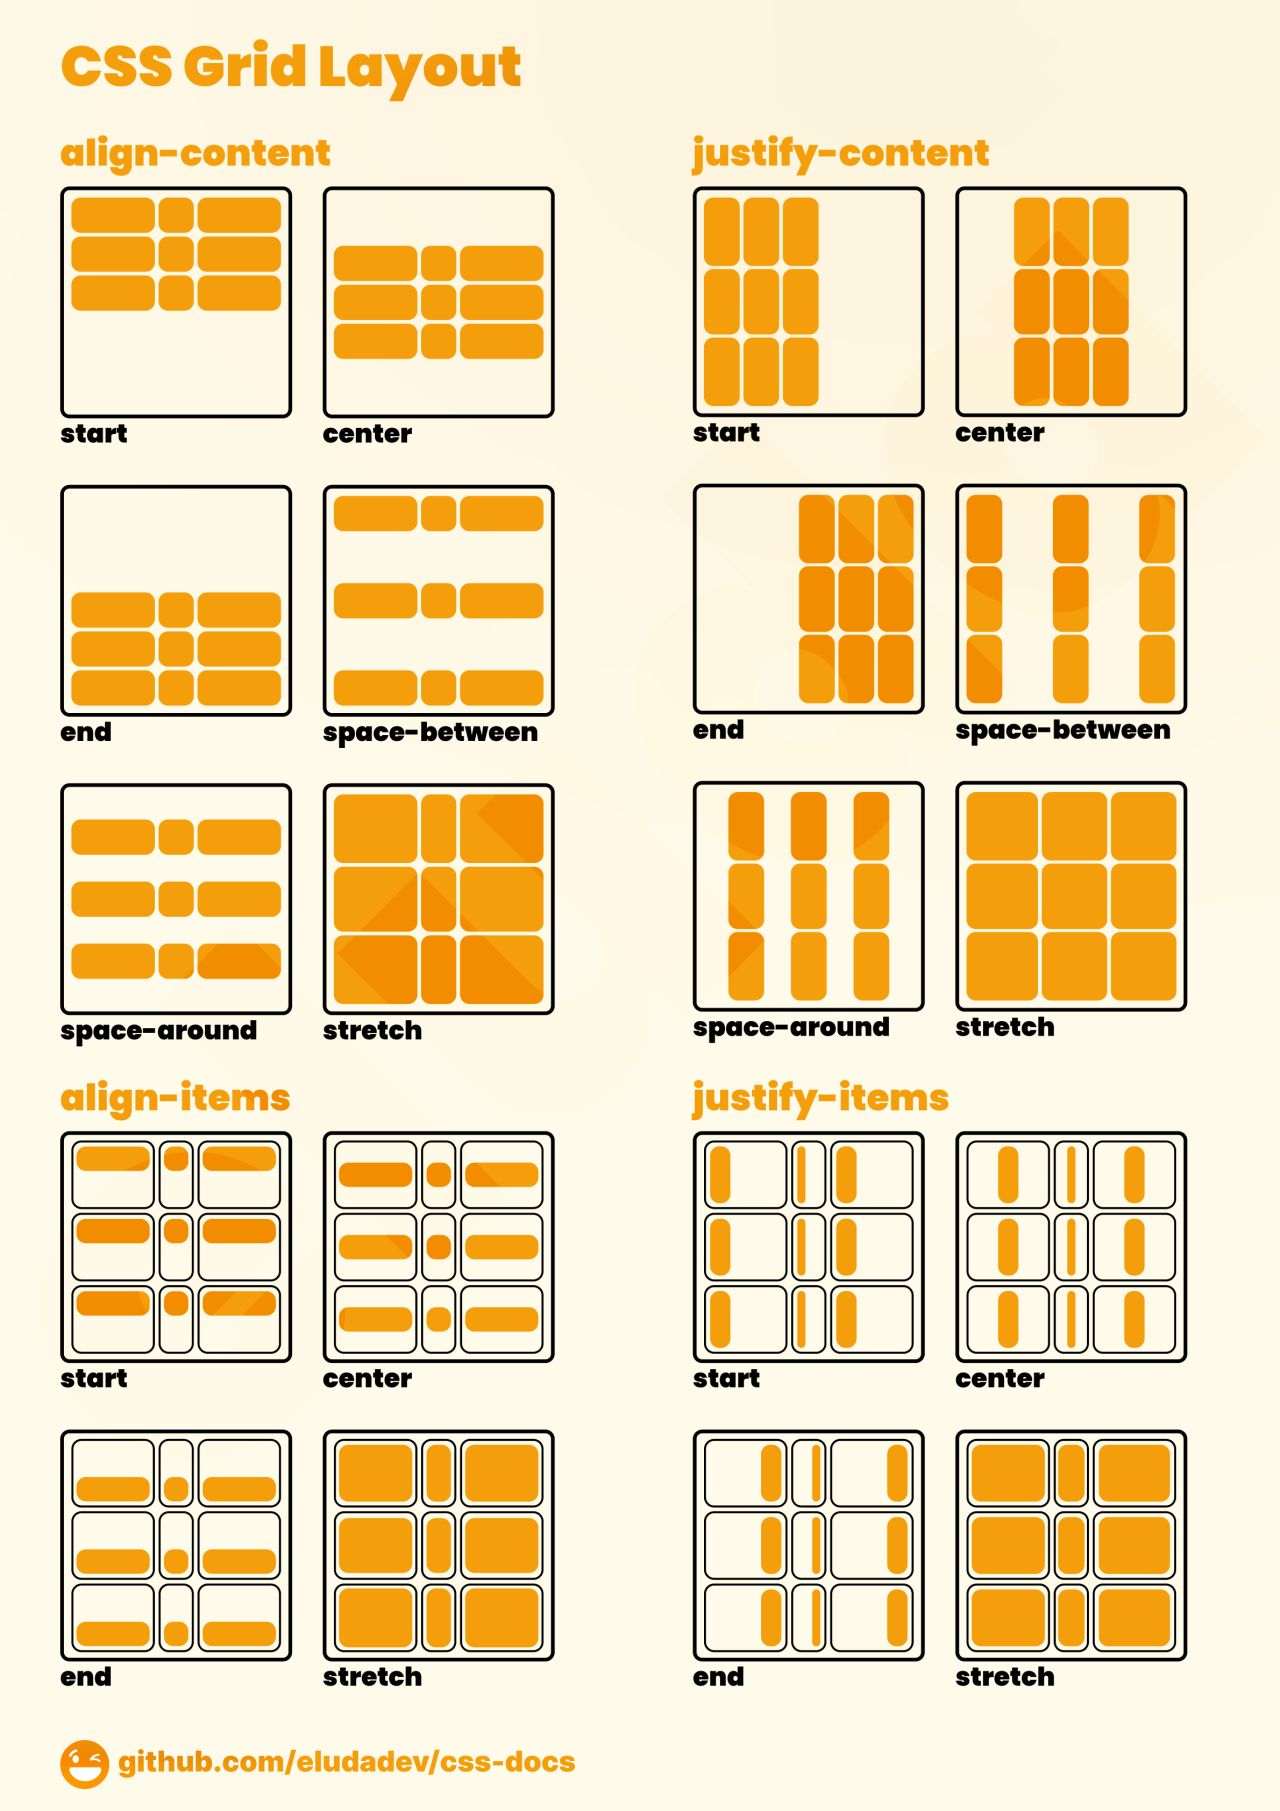 CSS Grid Layout
align-content
start
center
end
space-between
space-around
stretch
justify-content
start
center
end
space-between
space-around
stretch
align-items
start
center
end
stretch
justify-items
start
center
end
stretch
github.com/eludadev/css-docs